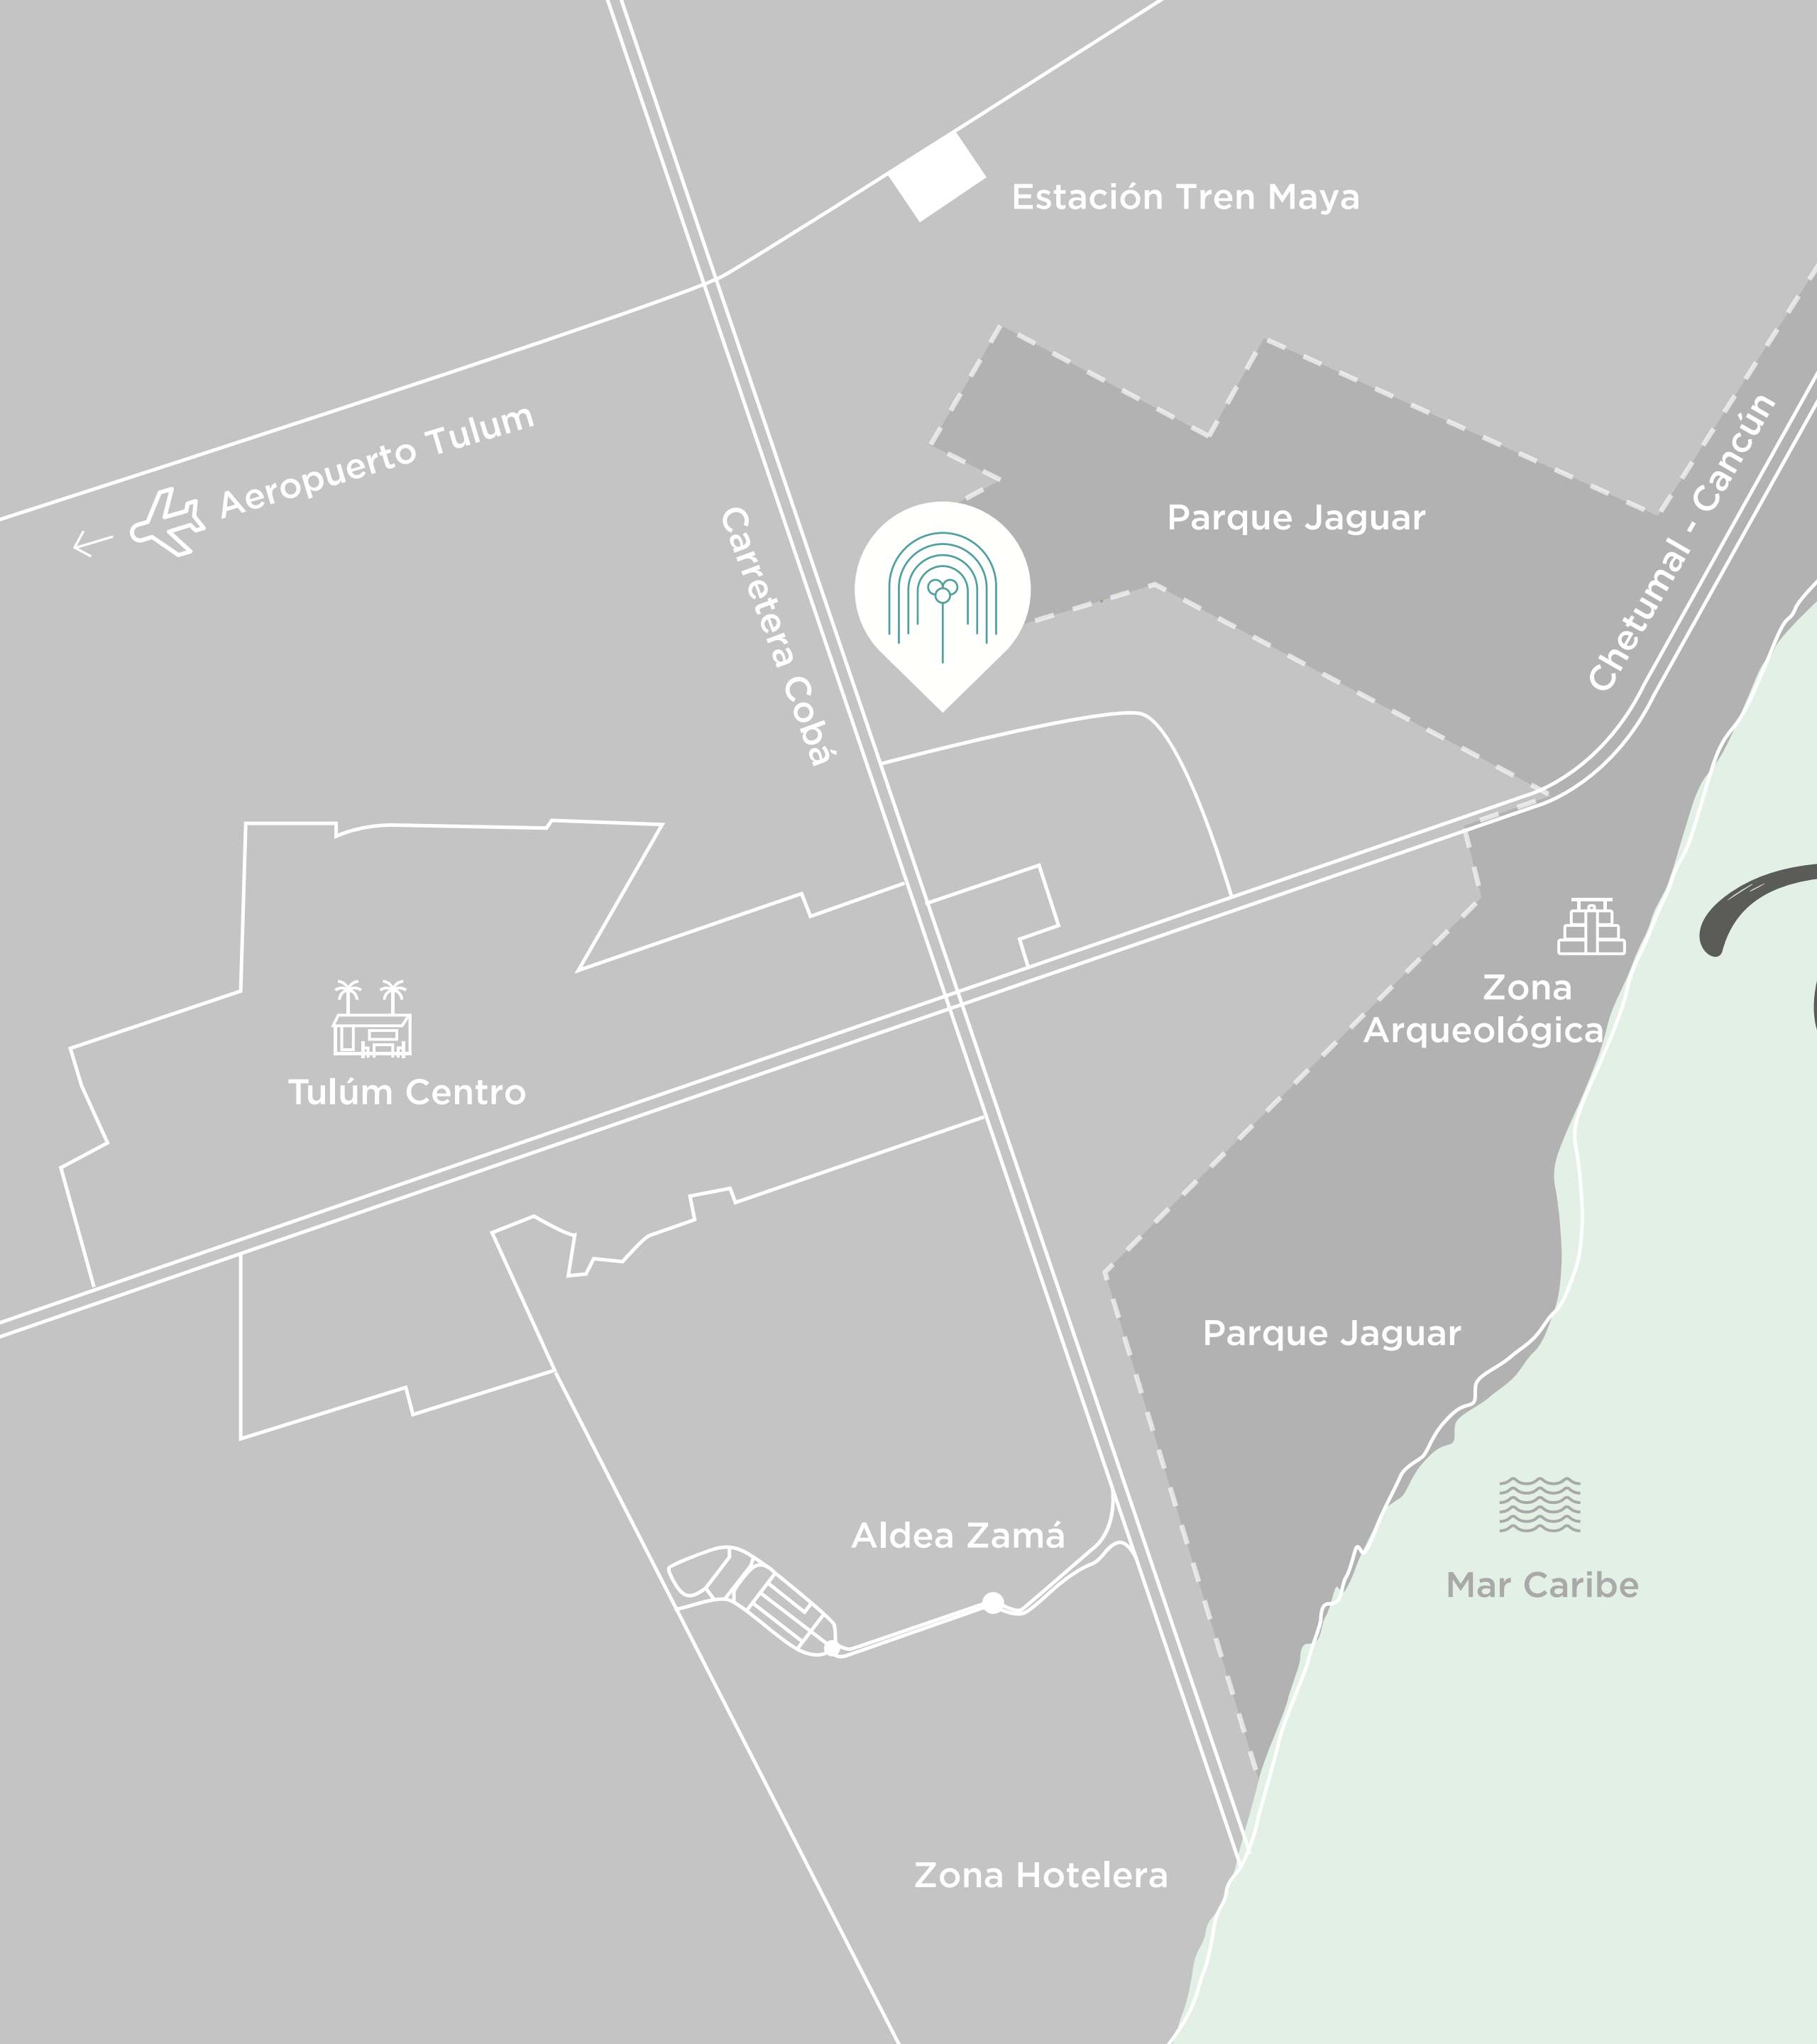 Estación Tren Maya
Aeropuerto Tulum
Parque Jaguar
Chetumal - Cancún
Carretera Cobá
Zona
Arqueológica
Tulúm Centro
Parque Jaguar
Aldea Zamá
Mar Caribe
Zona Hotelera